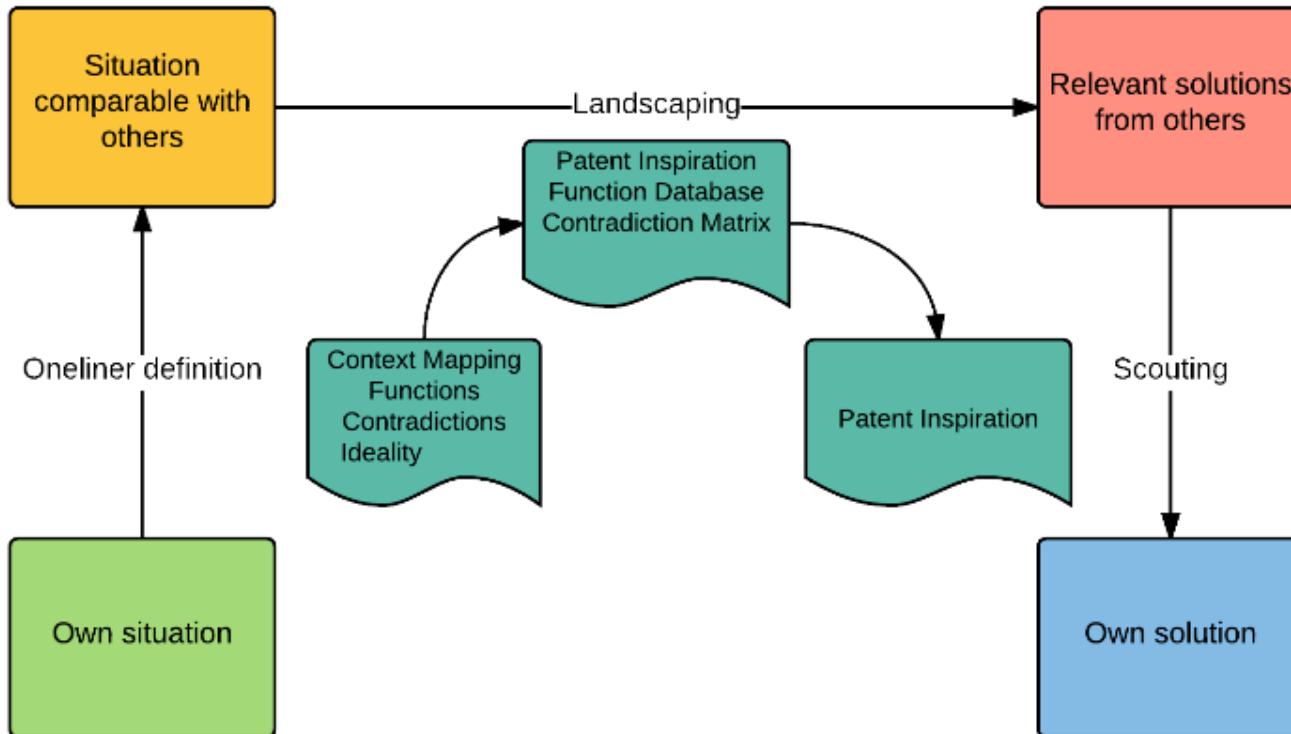 Situation
comparable with
others
Landscaping
Relevant solutions
from others
Patent Inspiration
Function Database
Contradiction Matrix
Oneliner definition
Context Mapping
Functions
Contradictions
Ideality
Patent Inspiration
Scouting
Own situation
Own solution